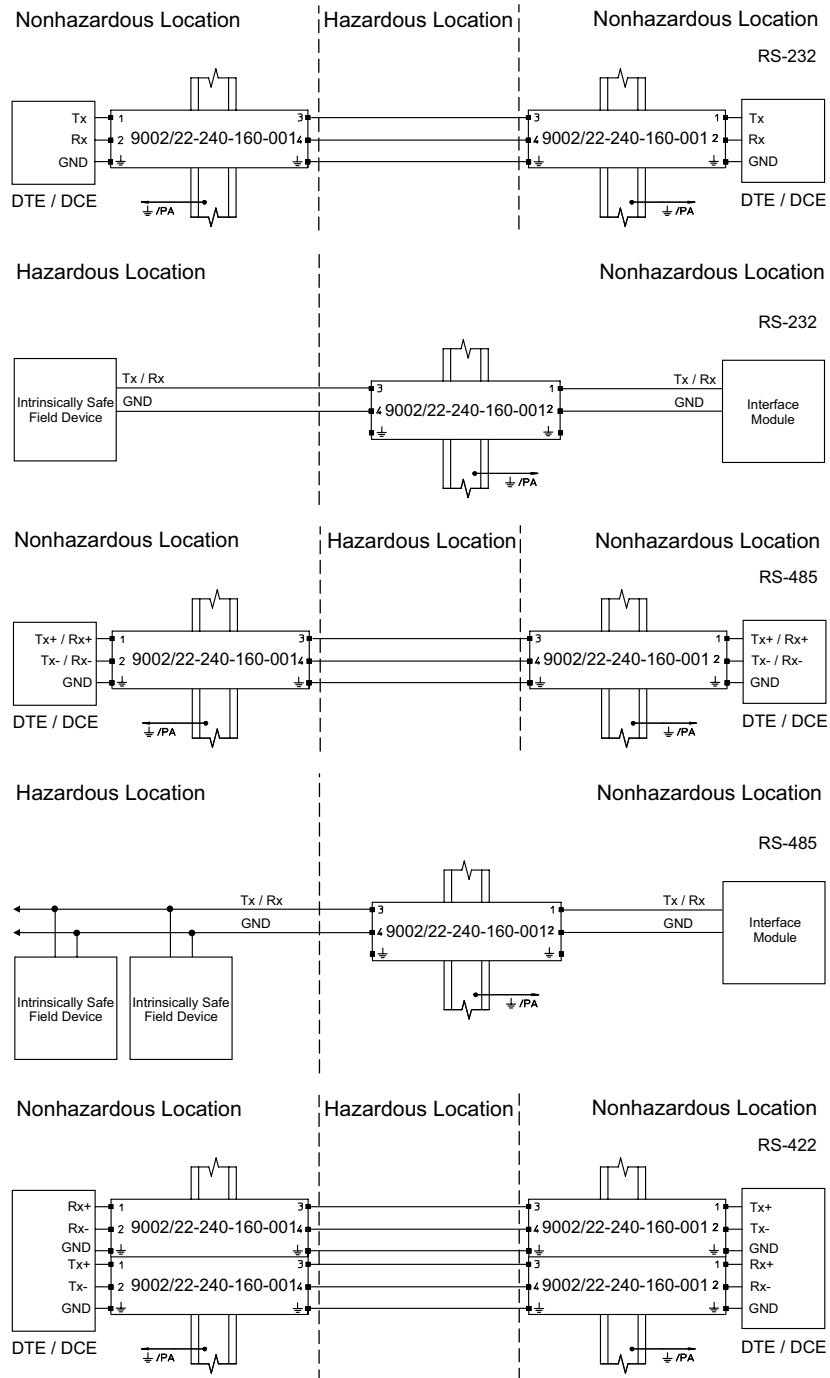 Nonhazardous Location Hazardous Location Nonhazardous Location
RS-232
Tx 1 9002/22-240-160-001 3 3 9002/22-240-160-001 1 Tx
Rx 2 4 4 2 Rx
GND GND
DTE / DCE /PA /PA DTE / DCE
Hazardous Location Nonhazardous Location
RS-232
Intrinsically Safe
Field Device
Tx / Rx 3 1 Tx / Rx
GND 4 9002/22-240-160-001 2 GND
Interface
Module
/PA
Nonhazardous Location Hazardous Location Nonhazardous Location
RS-485
Tx+ / Rx+ 1 3 3 1 Tx+ / Rx+
Tx- / Rx- 2 9002/22-240-160-001 4 4 9002/22-240-160-001 2 Tx- / Rx-
GND GND
DTE / DCE /PA /PA DTE / DCE
Hazardous Location Nonhazardous Location
RS-485
Tx / Rx 3 1 Tx / Rx
GND 4 9002/22-240-160-001 2 GND
Interface
Module
Intrinsically Safe Intrinsically Safe
Field Device Field Device
/PA
Nonhazardous Location Hazardous Location Nonhazardous Location
RS-422
Rx+ 1 3 3 1 Tx+
Rx- 2 9002/22-240-160-001 4 4 9002/22-240-160-001 2 Tx-
GND GND
Tx+ 1 3 3 1 Rx+
Tx- 2 9002/22-240-160-001 4 4 9002/22-240-160-001 2 Rx-
GND GND
DTE / DCE /PA /PA DTE / DCE